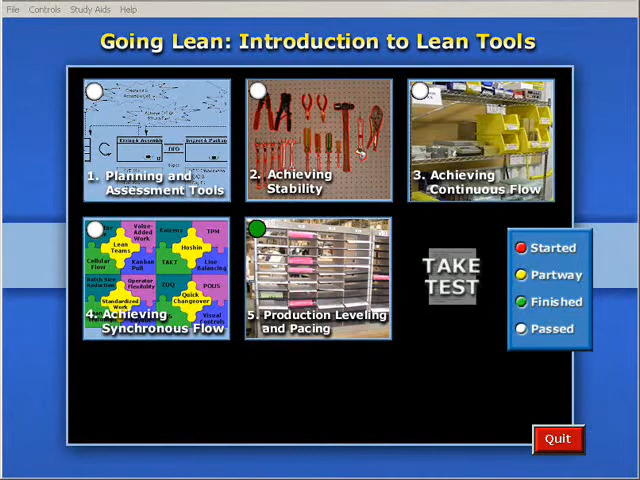 File Controls Study Aids Help
Going Lean: Introduction to Lean Tools
1. Planning and
Assessment Tools
2. Achieving
Stability
3. Achieving
Continuous Flow
Value-
Added
Work
Kaizens
TPM
Lean
Teams
Hoshin
Cellular
Flow
Kanban
Pull
TAKT
Line
Balancing
Batch Size
Reduction
Operator
Flexibility
POUS
Standardized
Work
Quick
Changeover
Visual
Controls
4. Achieving
Synchronous Flow
5. Production Leveling
and Pacing
TAKE
TEST
Started
Partway
Finished
Passed
Quit